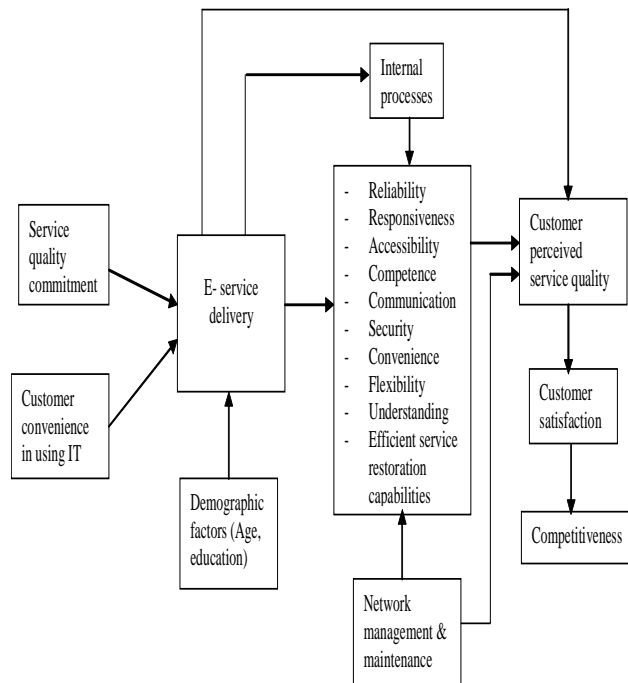 Internal
processes
- Reliability
- Responsiveness
- Accessibility
- Competence
- Communication
- Security
- Convenience
- Flexibility
- Understanding
- Efficient service
restoration
capabilities
Service
quality
commitment
E- service
delivery
Customer
perceived
service quality
Customer
convenience
in using IT
Customer
satisfaction
Demographic
factors (Age,
education)
Competitiveness
Network
management &
maintenance